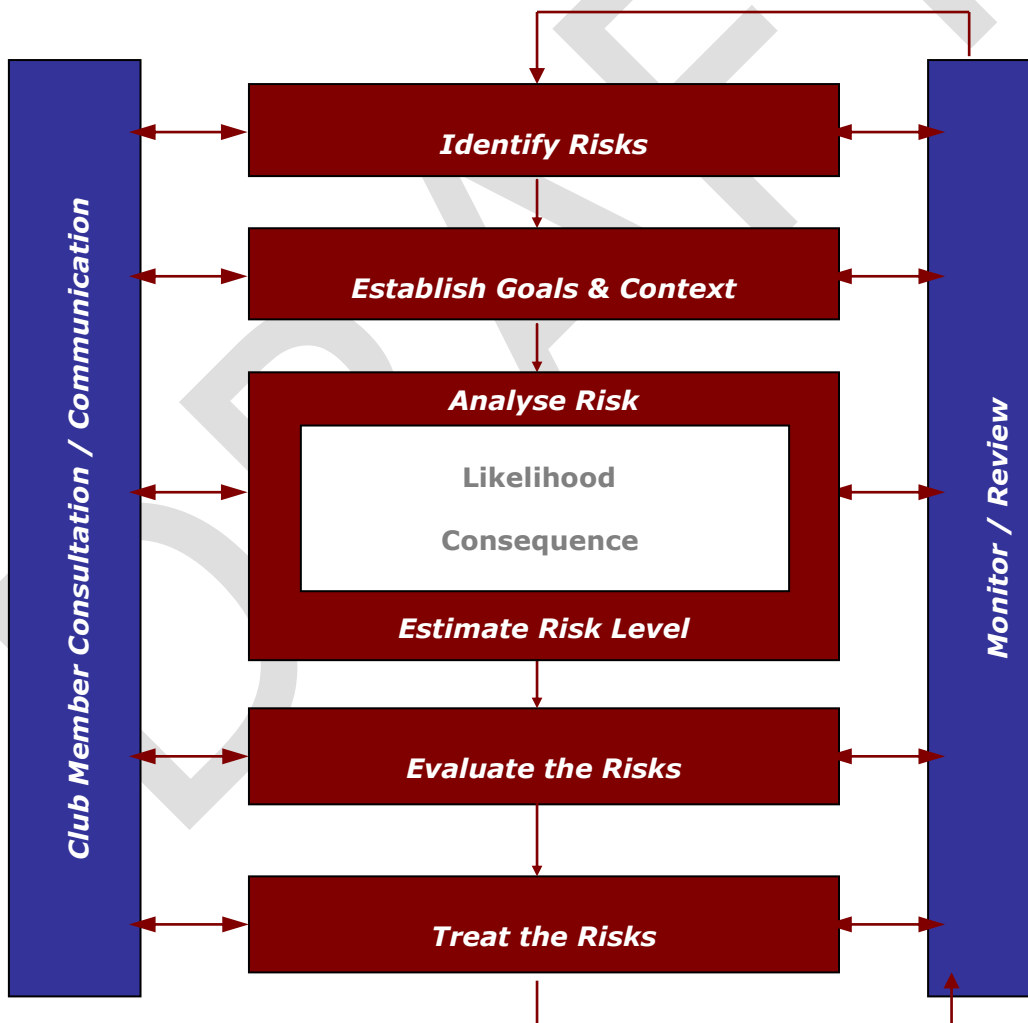 Identify Risks
Establish Goals & Context
Analyse Risk
Likelihood
Consequence
Estimate Risk Level
Evaluate the Risks
Treat the Risks
Club Member Consultation / Communication
Monitor / Review
DRAFT